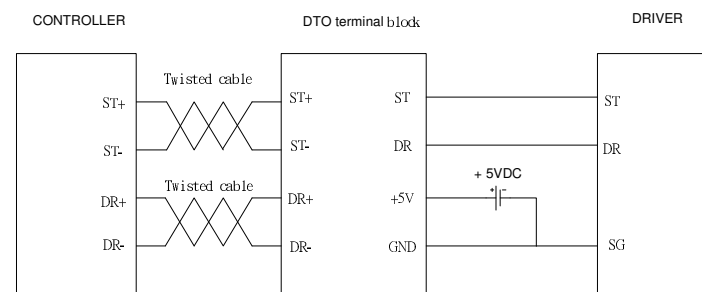 CONTROLLER
DTO terminal block
DRIVER
Twisted cable
ST+
ST+
ST
ST
ST-
ST-
DR
DR
Twisted cable
+ 5VDC
DR+
DR+
+5V
+ -
DR-
DR-
GND
SG